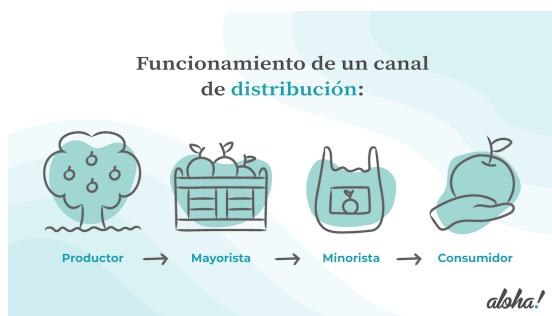 Funcionamiento de un canal
de distribución:
Productor → Mayorista → Minorista → Consumidor
aloha!